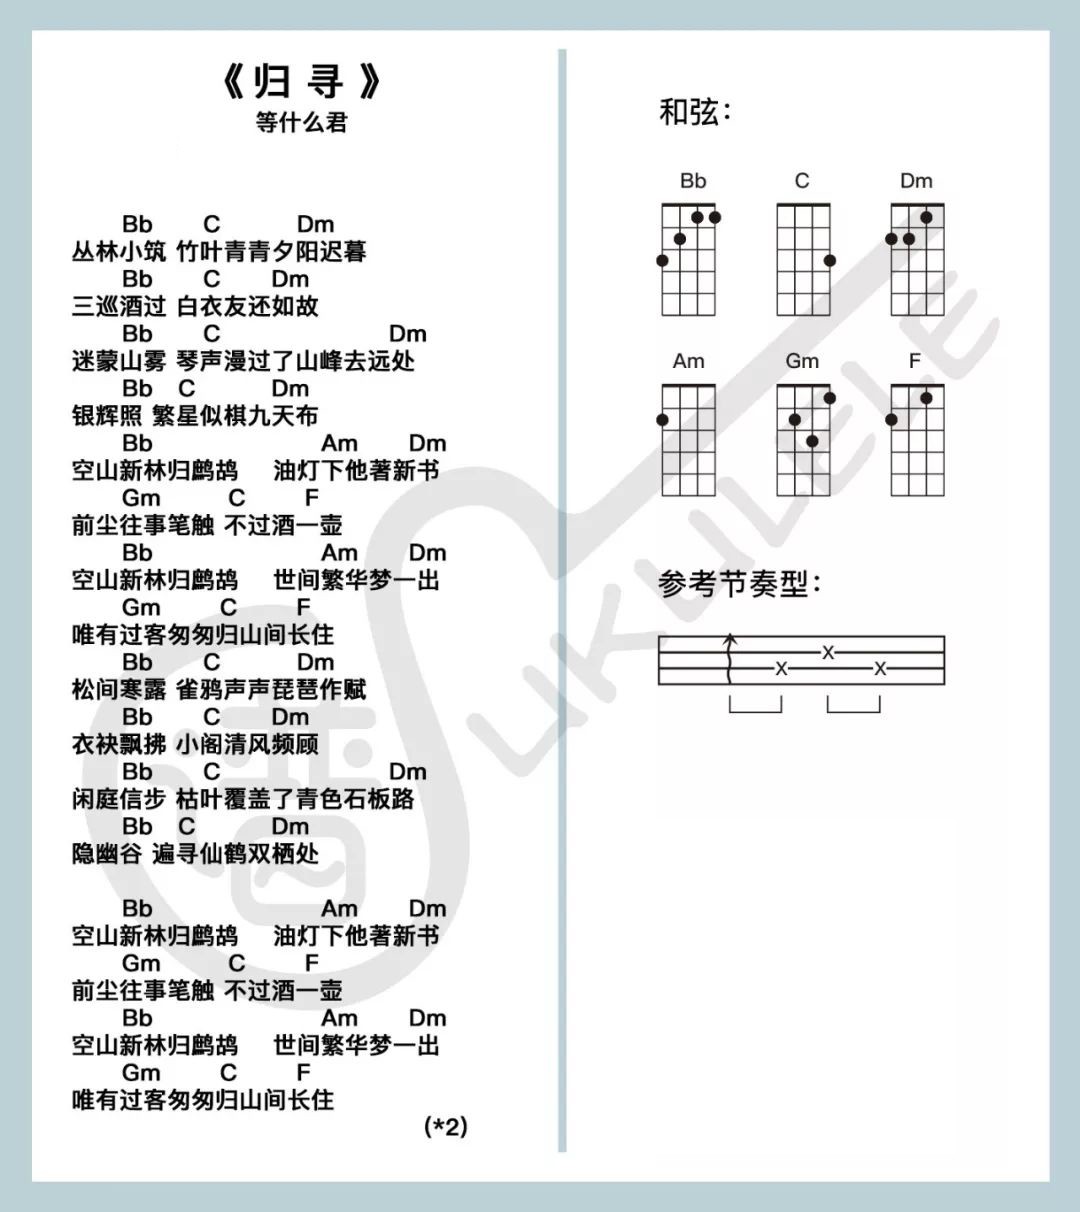 《归 寻》
等什么君
Bb C Dm
丛林小筑 竹叶青青夕阳迟暮
Bb C Dm
三巡酒过 白衣友还如故
Bb C Dm
迷蒙山雾 琴声漫过了山峰去远处
Bb C Dm
银辉照 繁星似棋九天布
Bb Am Dm
空山新林归鹧鸪 油灯下他著新书
Gm C F
前尘往事笔触 不过酒一壶
Bb Am Dm
空山新林归鹧鸪 世间繁华梦一出
Gm C F
唯有过客匆匆归山间长住
Bb C Dm
松间寒露 雀鸦声声琵琶作赋
Bb C Dm
衣袂飘拂 小阁清风频顾
Bb C Dm
闲庭信步 枯叶覆盖了青色石板路
Bb C Dm
隐幽谷 遍寻仙鹤双栖处
Bb Am Dm
空山新林归鹧鸪 油灯下他著新书
Gm C F
前尘往事笔触 不过酒一壶
Bb Am Dm
空山新林归鹧鸪 世间繁华梦一出
Gm C F
唯有过客匆匆归山间长住
(*2)
和弦：
Bb C Dm
Am Gm F
参考节奏型：
X X X
谱
UKULELE